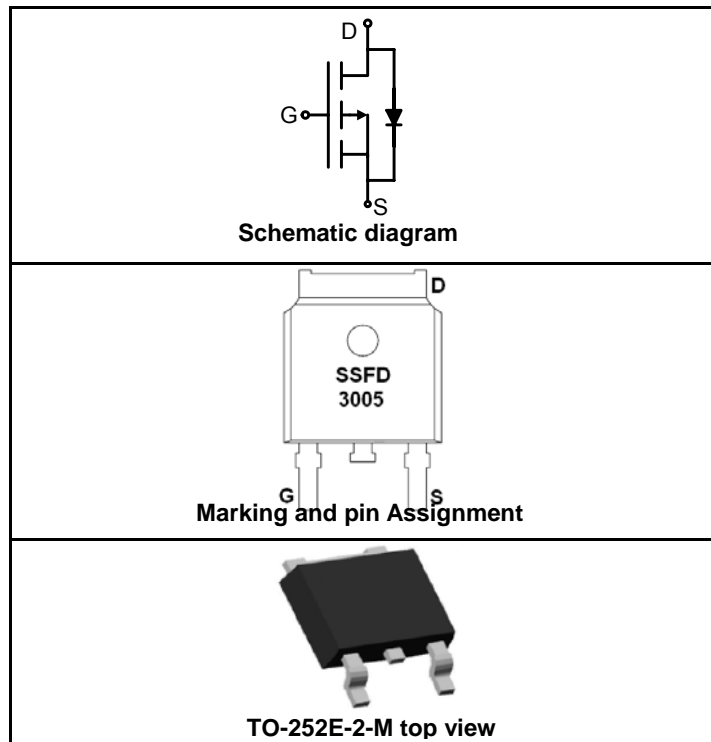 D
G
S
Schematic diagram
D
SSFD
3005
G
S
Marking and pin Assignment
TO-252E-2-M top view